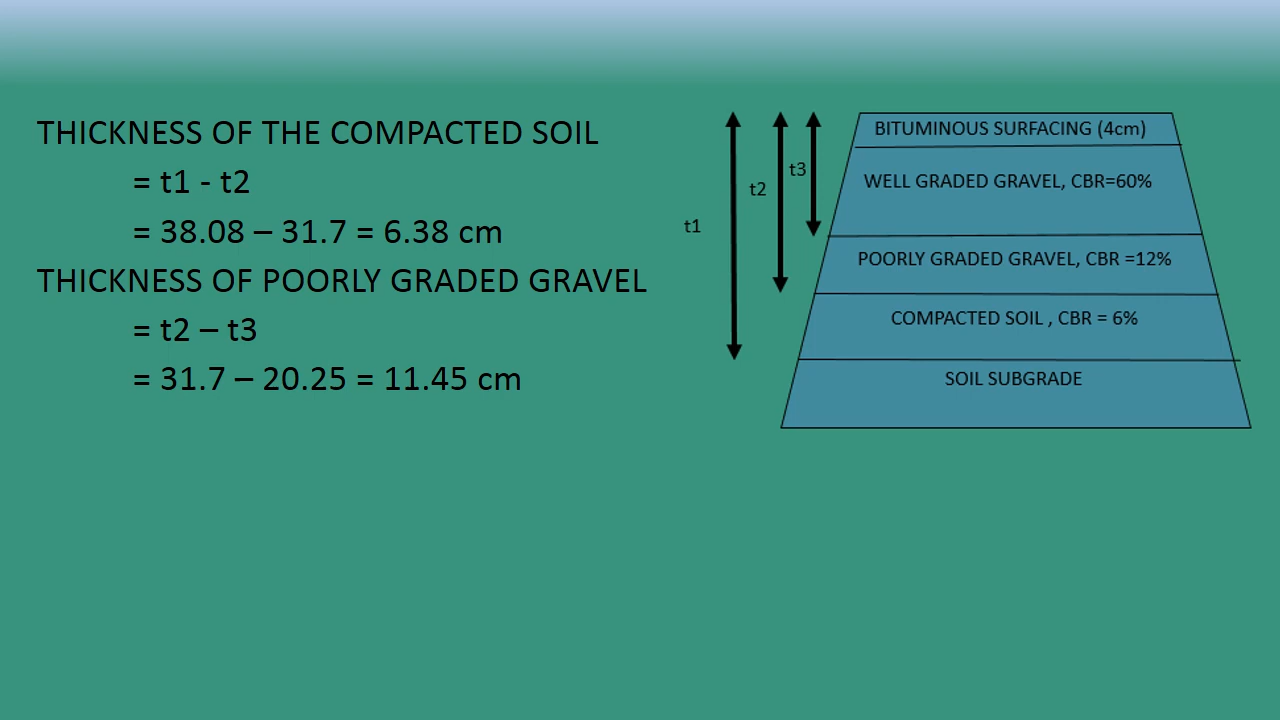 THICKNESS OF THE COMPACTED SOIL
= t1 - t2
= 38.08 – 31.7 = 6.38 cm
THICKNESS OF POORLY GRADED GRAVEL
= t2 – t3
= 31.7 – 20.25 = 11.45 cm
t1
t2
t3
BITUMINOUS SURFACING (4cm)
WELL GRADED GRAVEL, CBR=60%
POORLY GRADED GRAVEL, CBR =12%
COMPACTED SOIL , CBR = 6%
SOIL SUBGRADE